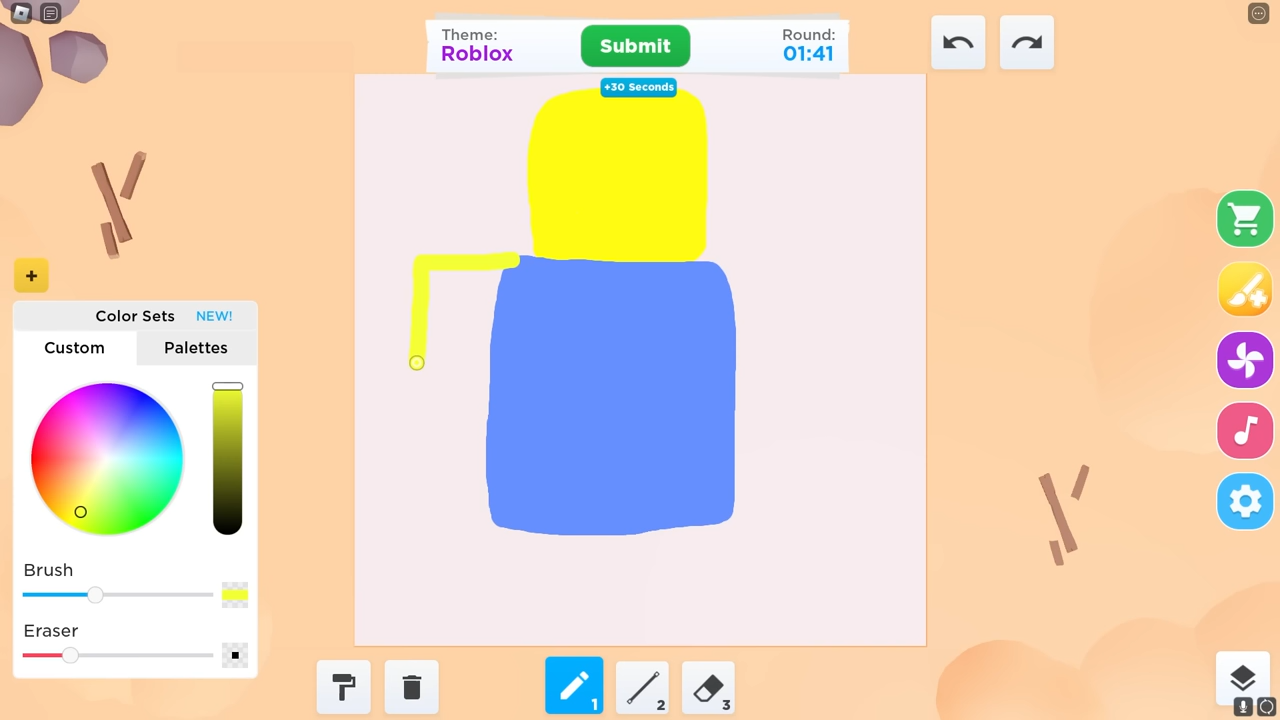 Theme:
Roblox
Submit
Round:
01:41
+30 Seconds
+
Color Sets NEW!
Custom
Palettes
Brush
Eraser
1
2
3